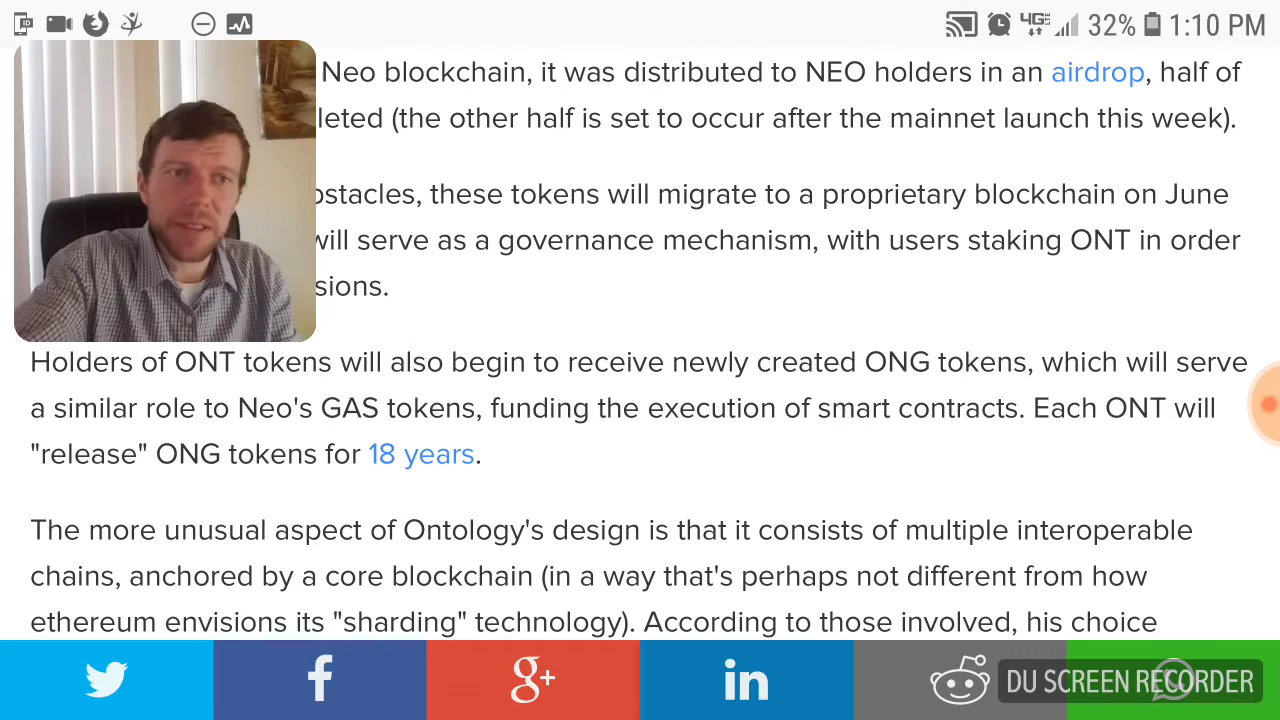 32% 1:10 PM
Neo blockchain, it was distributed to NEO holders in an airdrop, half of
leted (the other half is set to occur after the mainnet launch this week).
bstacles, these tokens will migrate to a proprietary blockchain on June
will serve as a governance mechanism, with users staking ONT in order
sions.
Holders of ONT tokens will also begin to receive newly created ONG tokens, which will serve
a similar role to Neo's GAS tokens, funding the execution of smart contracts. Each ONT will
"release" ONG tokens for 18 years.
The more unusual aspect of Ontology's design is that it consists of multiple interoperable
chains, anchored by a core blockchain (in a way that's perhaps not different from how
ethereum envisions its "sharding" technology). According to those involved, his choice
DU SCREEN RECORDER